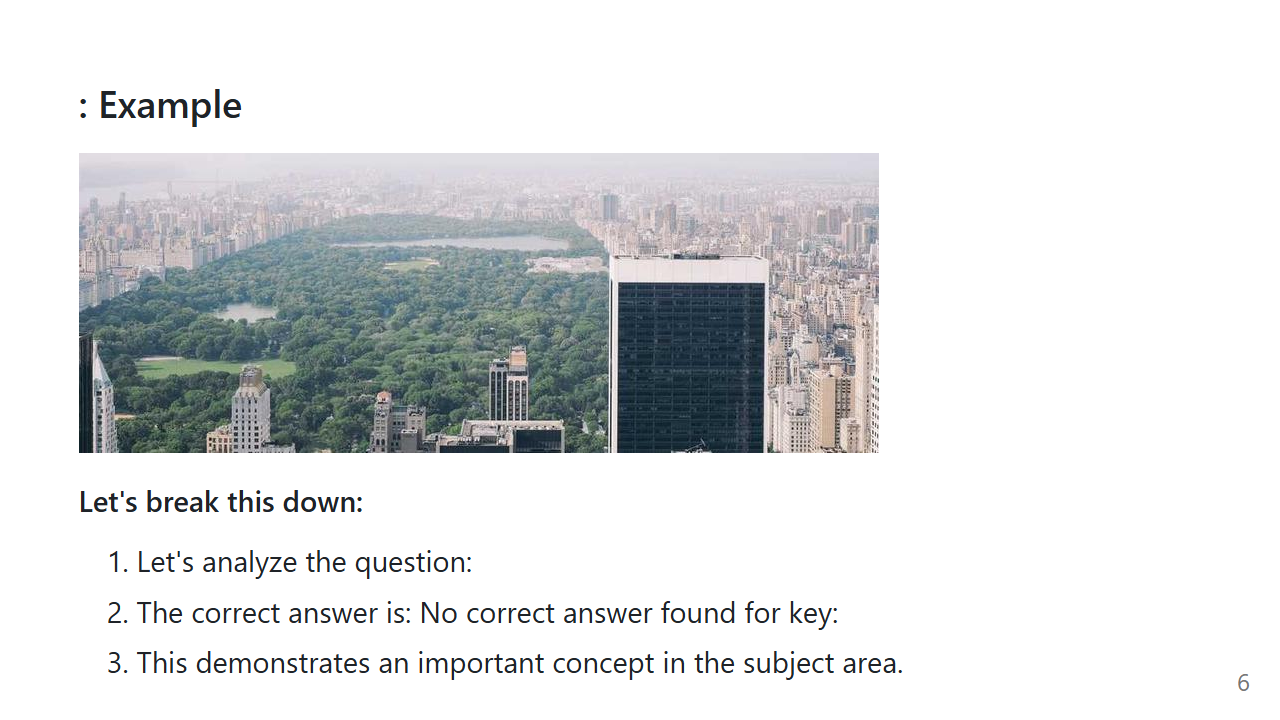 : Example
Let's break this down:
1. Let's analyze the question:
2. The correct answer is: No correct answer found for key:
3. This demonstrates an important concept in the subject area.
6